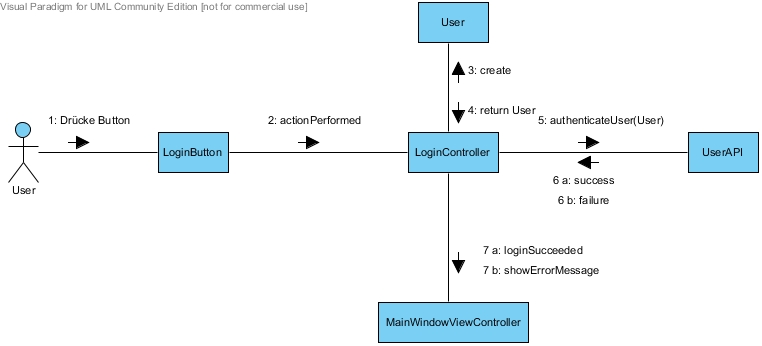 Visual Paradigm for UML Community Edition [not for commercial use]
User
3: create
4: return User
1: Drücke Button
2: actionPerformed
5: authenticateUser(User)
LoginButton
LoginController
UserAPI
User
6 a: success
6 b: failure
7 a: loginSucceeded
7 b: showErrorMessage
MainWindowViewController